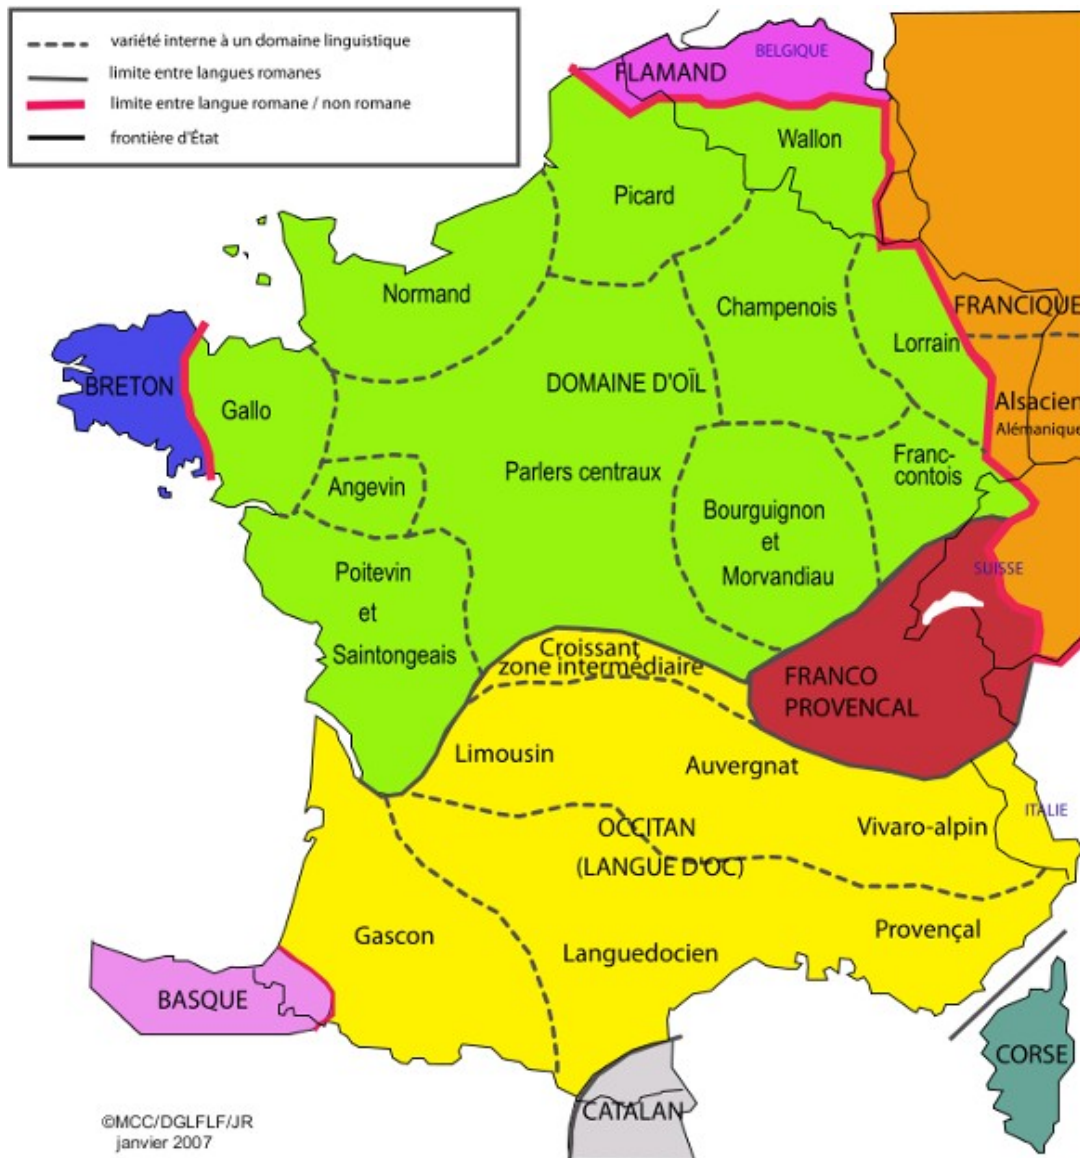 variété interne à un domaine linguistique
limite entre langues romanes
limite entre langue romane / non romane
frontière d'État
BELGIQUE
FLAMAND
Wallon
Picard
Normand
Champenois
FRANCIQUE
Lorrain
BRETON
Gallo
DOMAINE D'OÏL
Alsacien
Alémanique
Angevin
Parlers centraux
Franc-
contois
Bourguignon
et
Morvandiau
Poitevin
et
Saintongeais
SUISSE
Croissant
zone intermédiaire
FRANCO
PROVENCAL
Limousin
Auvergnat
ITALIE
OCCITAN
(LANGUE D'OC)
Vivaro-alpin
Gascon
Languedocien
Provençal
BASQUE
CORSE
CATALAN
©MCC/DGLFLF/JR
janvier 2007